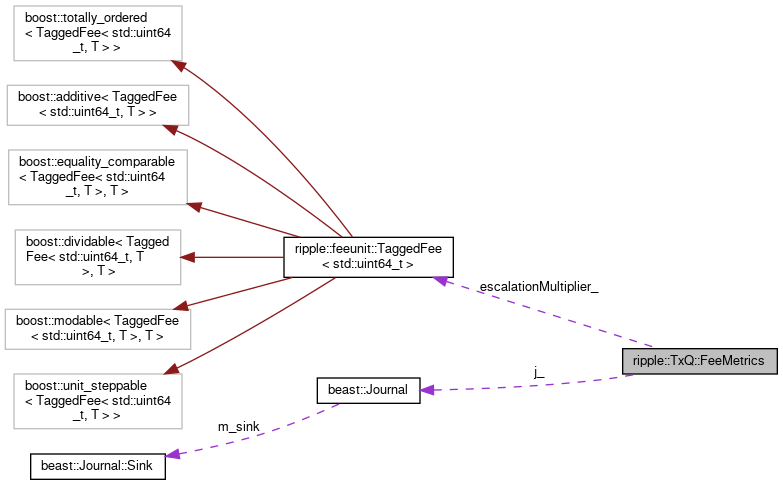 boost::totally_ordered
< TaggedFee< std::uint64
_t, T > >
boost::additive< TaggedFee
< std::uint64_t, T > >
boost::equality_comparable
< TaggedFee< std::uint64
_t, T >, T >
boost::dividable< Tagged
Fee< std::uint64_t, T
>, T >
boost::modable< TaggedFee
< std::uint64_t, T >, T >
boost::unit_steppable
< TaggedFee< std::uint64
_t, T > >
ripple::feeunit::TaggedFee
< std::uint64_t >
escalationMultiplier_
ripple::TxQ::FeeMetrics
j_
beast::Journal
m_sink
beast::Journal::Sink